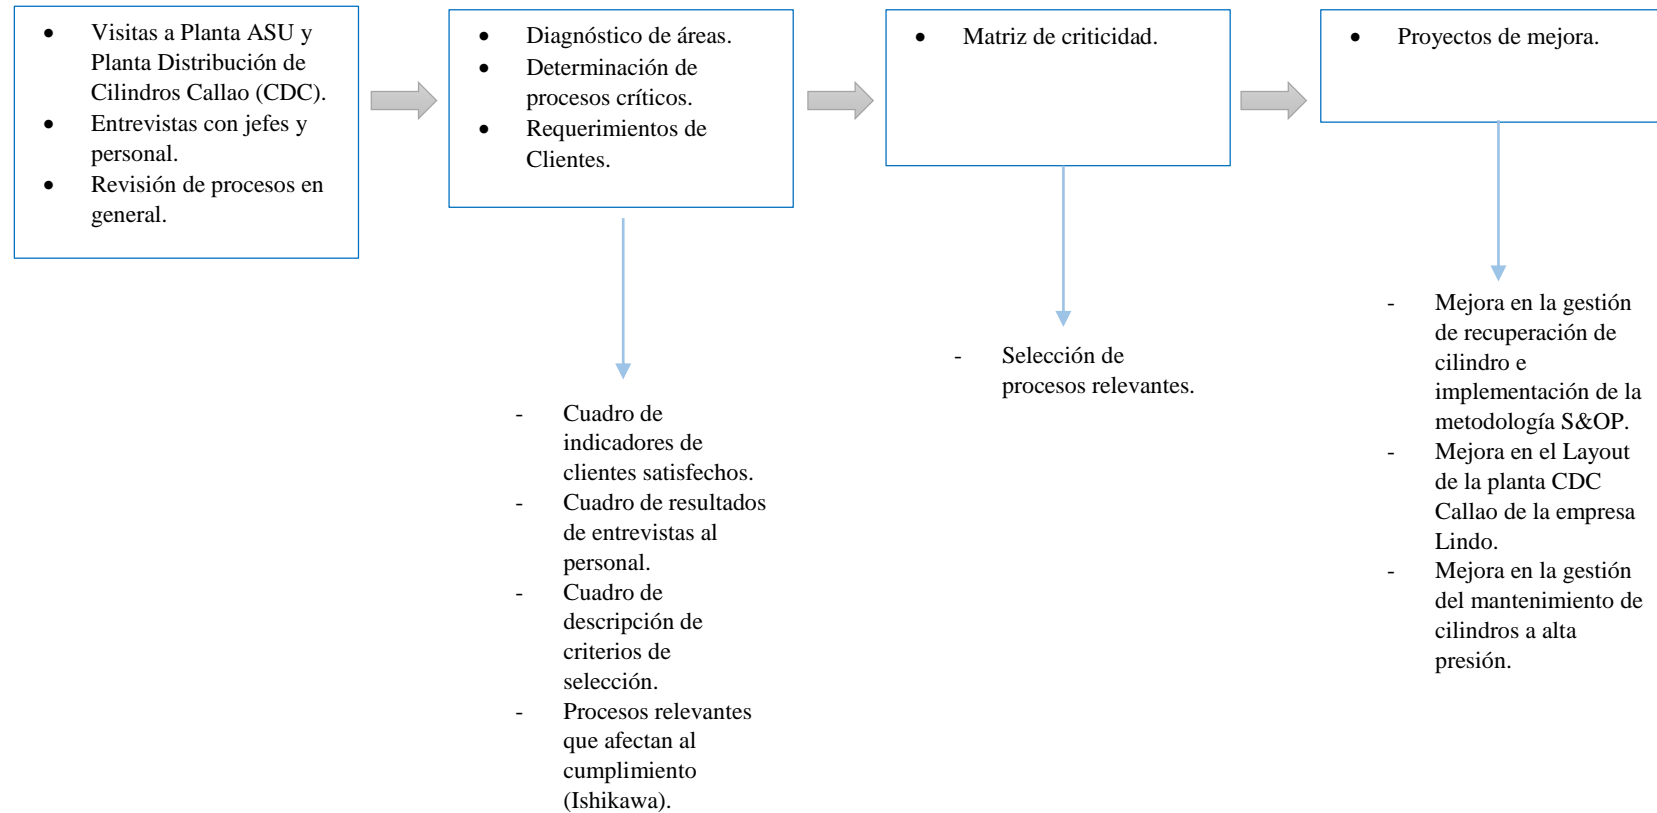 • Visitas a Planta ASU y
Planta Distribución de
Cilindros Callao (CDC).
• Entrevistas con jefes y
personal.
• Revisión de procesos en
general.
• Diagnóstico de áreas.
• Determinación de
procesos críticos.
• Requerimientos de
Clientes.
• Matriz de criticidad.
• Proyectos de mejora.
- Cuadro de
indicadores de
clientes satisfechos.
- Cuadro de resultados
de entrevistas al
personal.
- Cuadro de
descripción de
criterios de
selección.
- Procesos relevantes
que afectan al
cumplimiento
(Ishikawa).
- Selección de
procesos relevantes.
- Mejora en la gestión
de recuperación de
cilindro e
implementación de la
metodología S&OP.
- Mejora en el Layout
de la planta CDC
Callao de la empresa
Lindo.
- Mejora en la gestión
del mantenimiento de
cilindros a alta
presión.